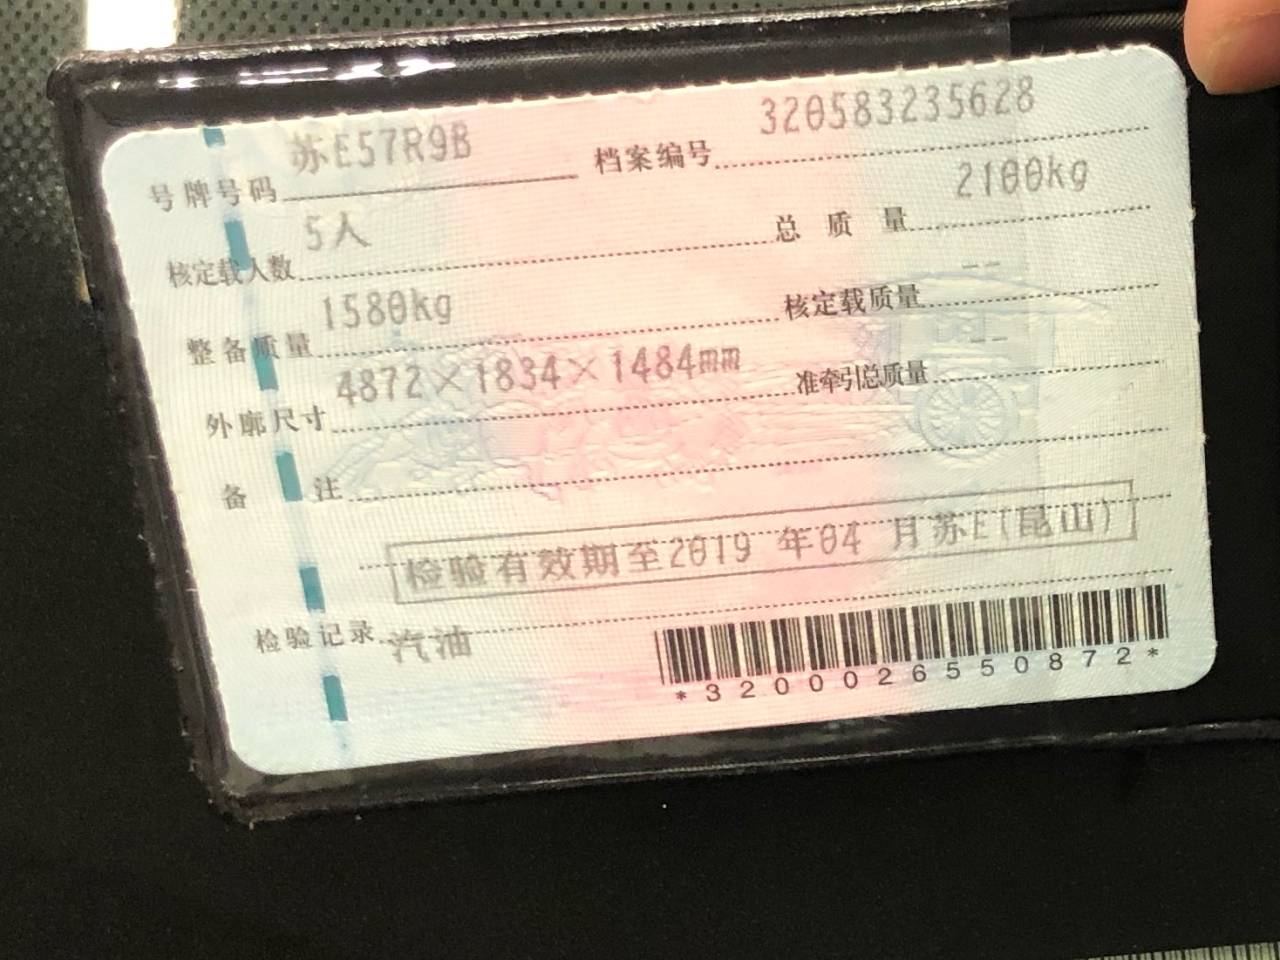 号牌号码 苏E57R9B 档案编号 320583235628
核定载人数 5人 总质量 2100kg
整备质量 1580kg 核定载质量 --
外廓尺寸 4872×1834×1484mm 准牵引总质量 --
备注
检验有效期至2019年04月苏E(昆山)
检验记录 汽油
*3200026550872*